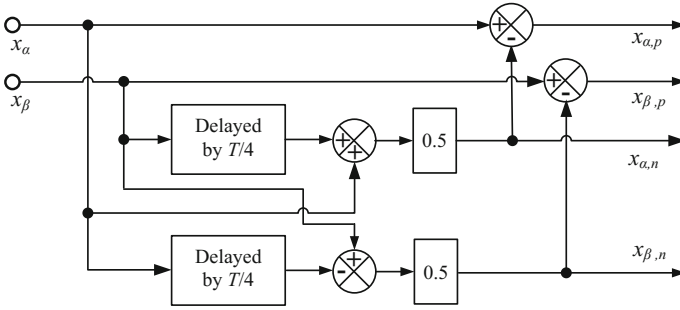 xα
+
-
xα,p
xβ
+
-
xβ,p
Delayed
by T/4
+
+
0.5
xα,n
Delayed
by T/4
+
-
0.5
xβ,n